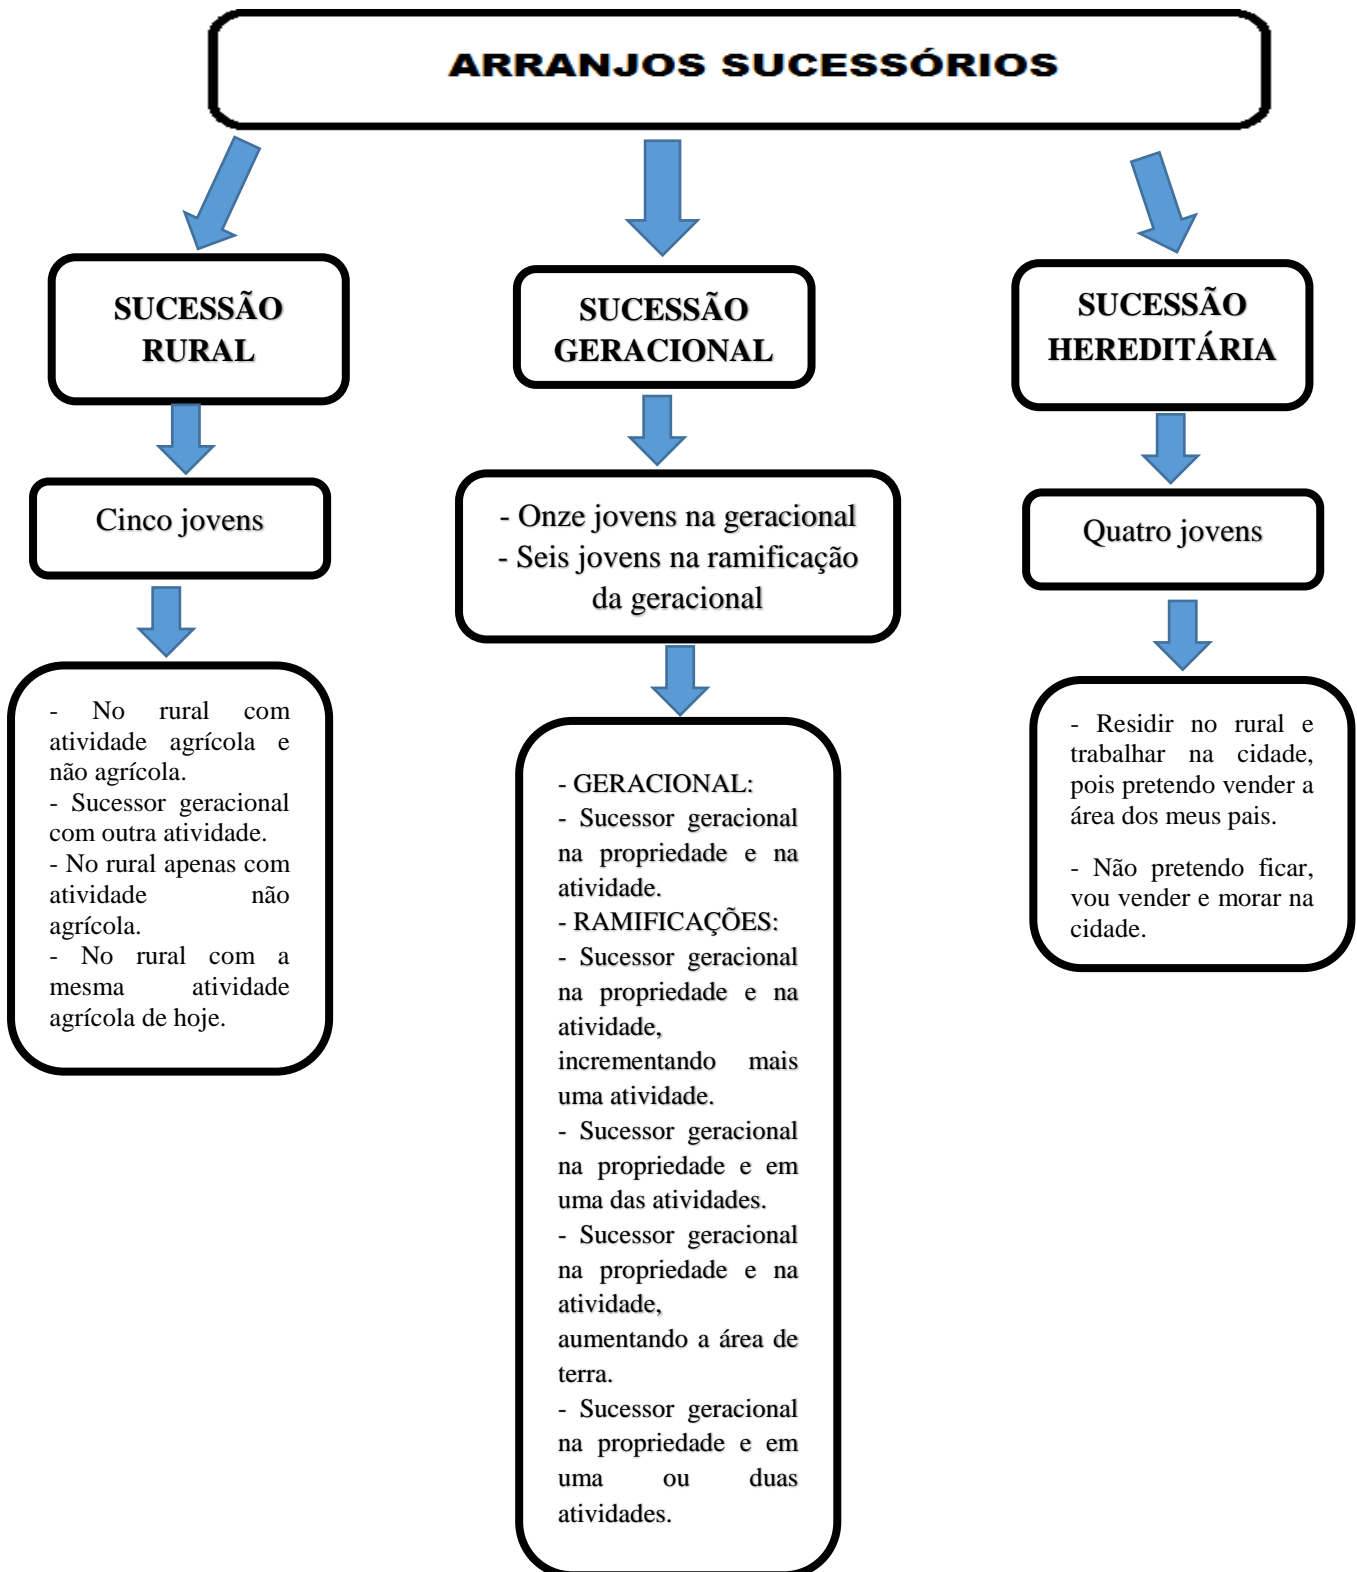 ARRANJOS SUCESSÓRIOS
SUCESSÃO
RURAL
Cinco jovens
- No rural com
atividade agrícola e
não agrícola.
- Sucessor geracional
com outra atividade.
- No rural apenas com
atividade não
agrícola.
- No rural com a
mesma atividade
agrícola de hoje.
SUCESSÃO
GERACIONAL
- Onze jovens na geracional
- Seis jovens na ramificação
da geracional
- GERACIONAL:
- Sucessor geracional
na propriedade e na
atividade.
- RAMIFICAÇÕES:
- Sucessor geracional
na propriedade e na
atividade,
incrementando mais
uma atividade.
- Sucessor geracional
na propriedade e em
uma das atividades.
- Sucessor geracional
na propriedade e na
atividade,
aumentando a área de
terra.
- Sucessor geracional
na propriedade e em
uma ou duas
atividades.
SUCESSÃO
HEREDITÁRIA
Quatro jovens
- Residir no rural e
trabalhar na cidade,
pois pretendo vender a
área dos meus pais.
- Não pretendo ficar,
vou vender e morar na
cidade.